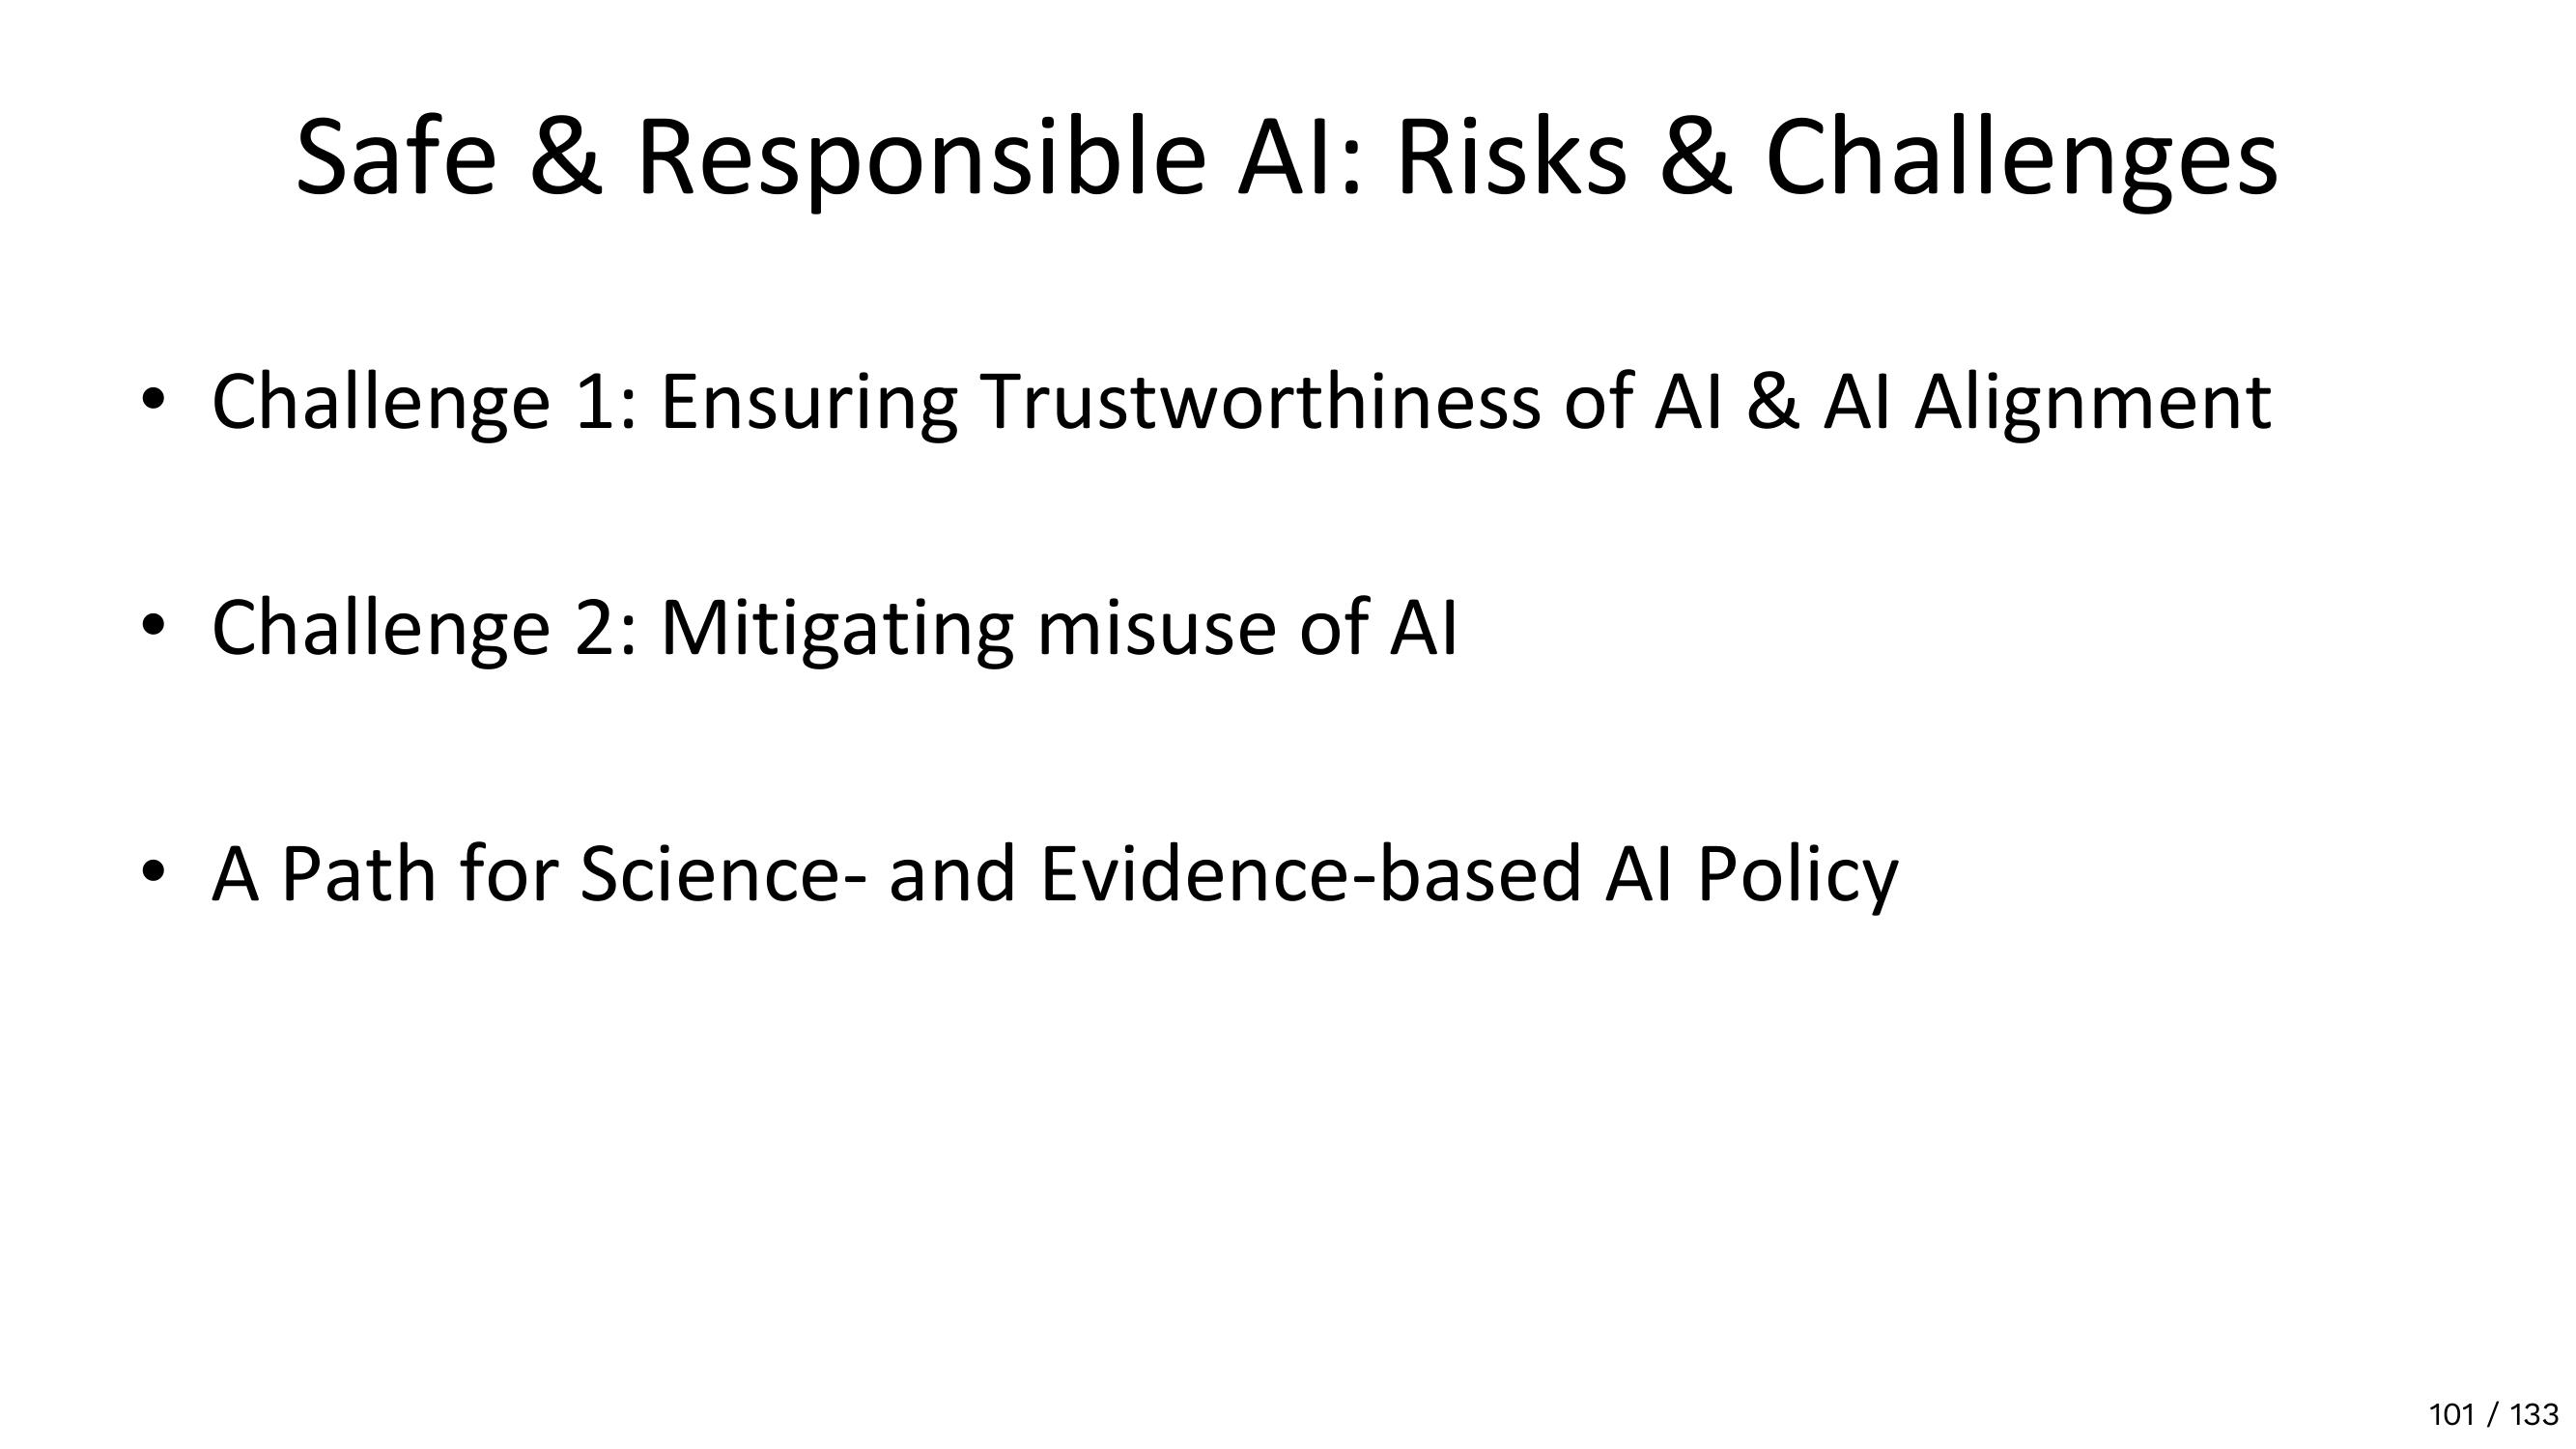 Safe & Responsible AI: Risks & Challenges
• Challenge 1: Ensuring Trustworthiness of AI & AI Alignment
• Challenge 2: Mitigating misuse of AI
• A Path for Science- and Evidence-based AI Policy
101 / 133